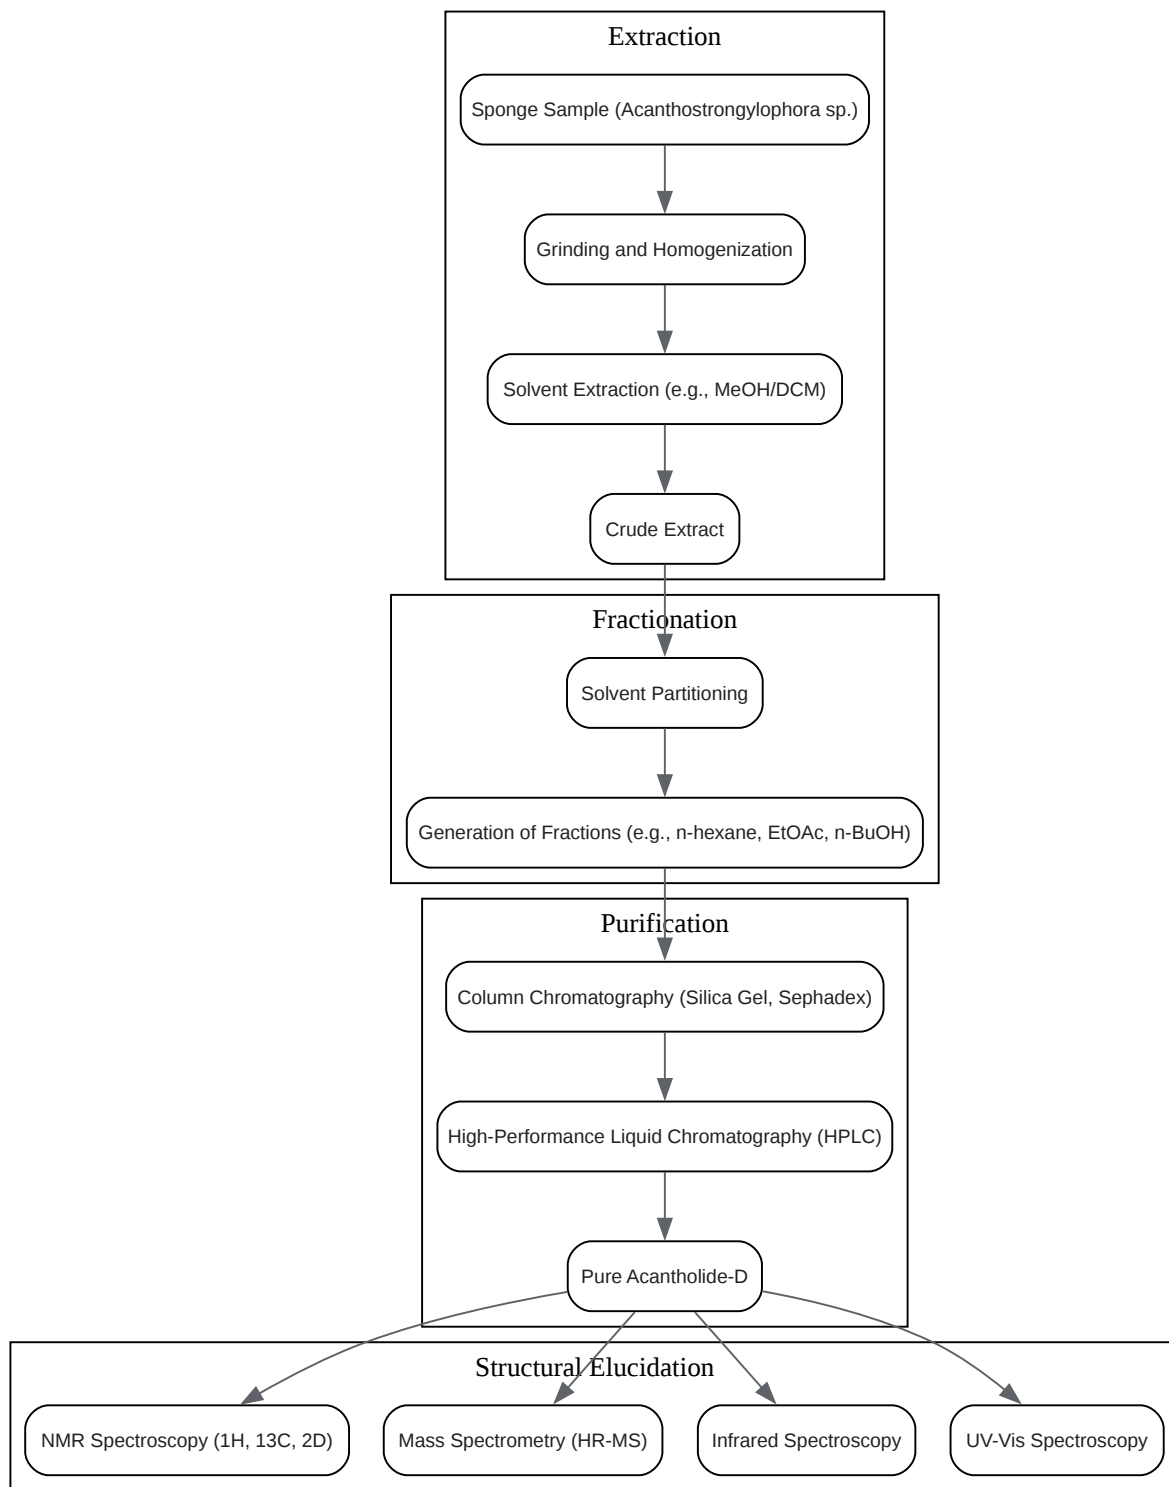 Extraction
Sponge Sample (Acanthostrongylophora sp.)
Grinding and Homogenization
Solvent Extraction (e.g., MeOH/DCM)
Crude Extract
Fractionation
Solvent Partitioning
Generation of Fractions (e.g., n-hexane, EtOAc, n-BuOH)
Purification
Column Chromatography (Silica Gel, Sephadex)
High-Performance Liquid Chromatography (HPLC)
Pure Acantholide-D
Structural Elucidation
NMR Spectroscopy (1H, 13C, 2D)
Mass Spectrometry (HR-MS)
Infrared Spectroscopy
UV-Vis Spectroscopy